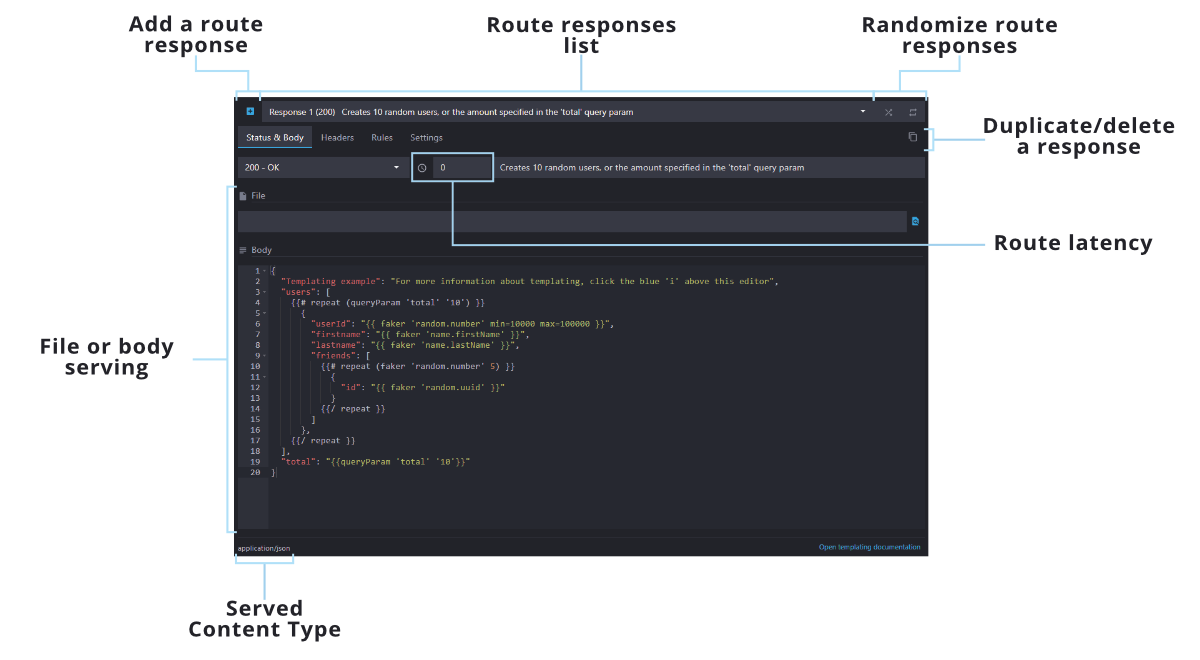 Add a route
response
Route responses
list
Randomize route
responses
Response 1 (200) Creates 10 random users, or the amount specified in the 'total' query param
Status & Body Headers Rules Settings
Duplicate/delete
a response
200 - OK 0 Creates 10 random users, or the amount specified in the 'total' query param
File
Route latency
Body
1 {
2 "Templating example": "For more information about templating, click the blue 'i' above this editor",
3 "users": [
4 {{# repeat (queryParam 'total' '10') }}
5 {
6 "userId": "{{ faker 'random.number' min=10000 max=100000 }}",
7 "firstname": "{{ faker 'name.firstName' }}",
8 "lastname": "{{ faker 'name.lastName' }}",
9 "friends": [
10 {{# repeat (faker 'random.number' 5) }}
11 {
12 "id": "{{ faker 'random.uuid' }}"
13 }
14 {{/ repeat }}
15 ]
16 },
17 {{/ repeat }}
18 ],
19 "total": "{{queryParam 'total' '10'}}"
20 }
File or body
serving
application/json Open templating documentation
Served
Content Type